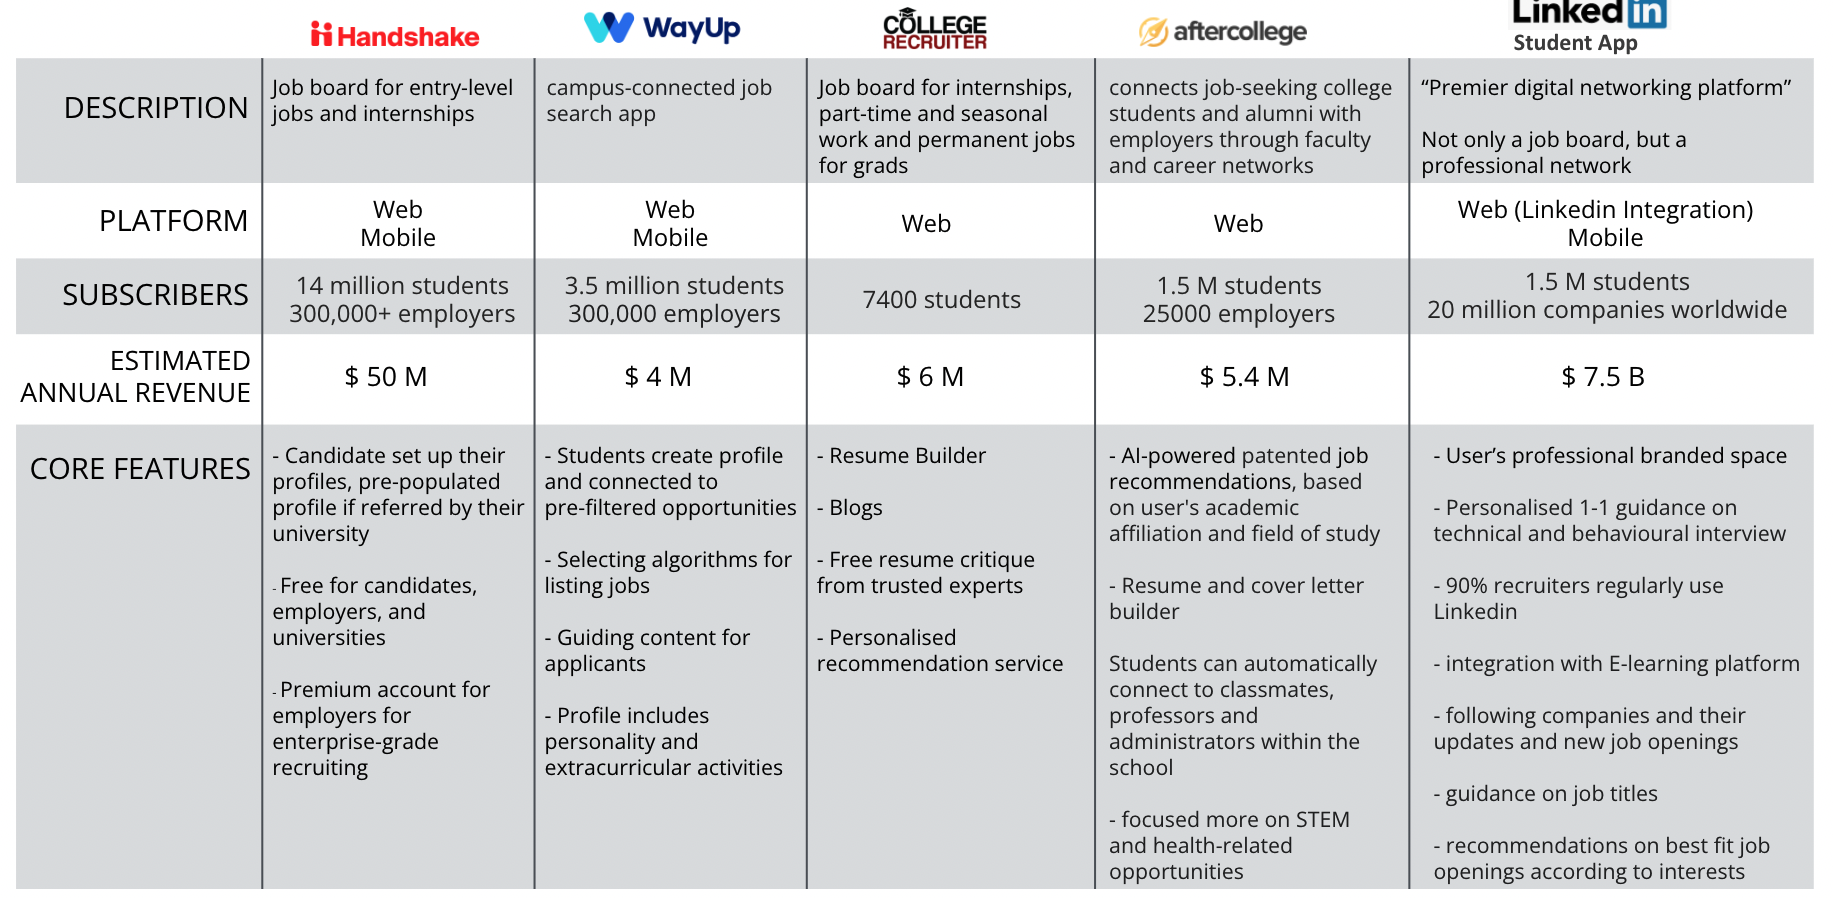 Handshake
WayUp
COLLEGE
RECRUITER
aftercollege
Linked in
Student App
DESCRIPTION
Job board for entry-level
jobs and internships
campus-connected job
search app
Job board for internships,
part-time and seasonal
work and permanent jobs
for grads
connects job-seeking college
students and alumni with
employers through faculty
and career networks
“Premier digital networking platform”
Not only a job board, but a
professional network
PLATFORM
Web
Mobile
Web
Mobile
Web
Web
Web (Linkedin Integration)
Mobile
SUBSCRIBERS
14 million students
300,000+ employers
3.5 million students
300,000 employers
7400 students
1.5 M students
25000 employers
1.5 M students
20 million companies worldwide
ESTIMATED
ANNUAL REVENUE
$ 50 M
$ 4 M
$ 6 M
$ 5.4 M
$ 7.5 B
CORE FEATURES
- Candidate set up their
profiles, pre-populated
profile if referred by their
university
- Free for candidates,
employers, and
universities
- Premium account for
employers for
enterprise-grade
recruiting
- Students create profile
and connected to
pre-filtered opportunities
- Selecting algorithms for
listing jobs
- Guiding content for
applicants
- Profile includes
personality and
extracurricular activities
- Resume Builder
- Blogs
- Free resume critique
from trusted experts
- Personalised
recommendation service
- AI-powered patented job
recommendations, based
on user's academic
affiliation and field of study
- Resume and cover letter
builder
Students can automatically
connect to classmates,
professors and
administrators within the
school
- focused more on STEM
and health-related
opportunities
- User’s professional branded space
- Personalised 1-1 guidance on
technical and behavioural interview
- 90% recruiters regularly use
Linkedin
- integration with E-learning platform
- following companies and their
updates and new job openings
- guidance on job titles
- recommendations on best fit job
openings according to interests